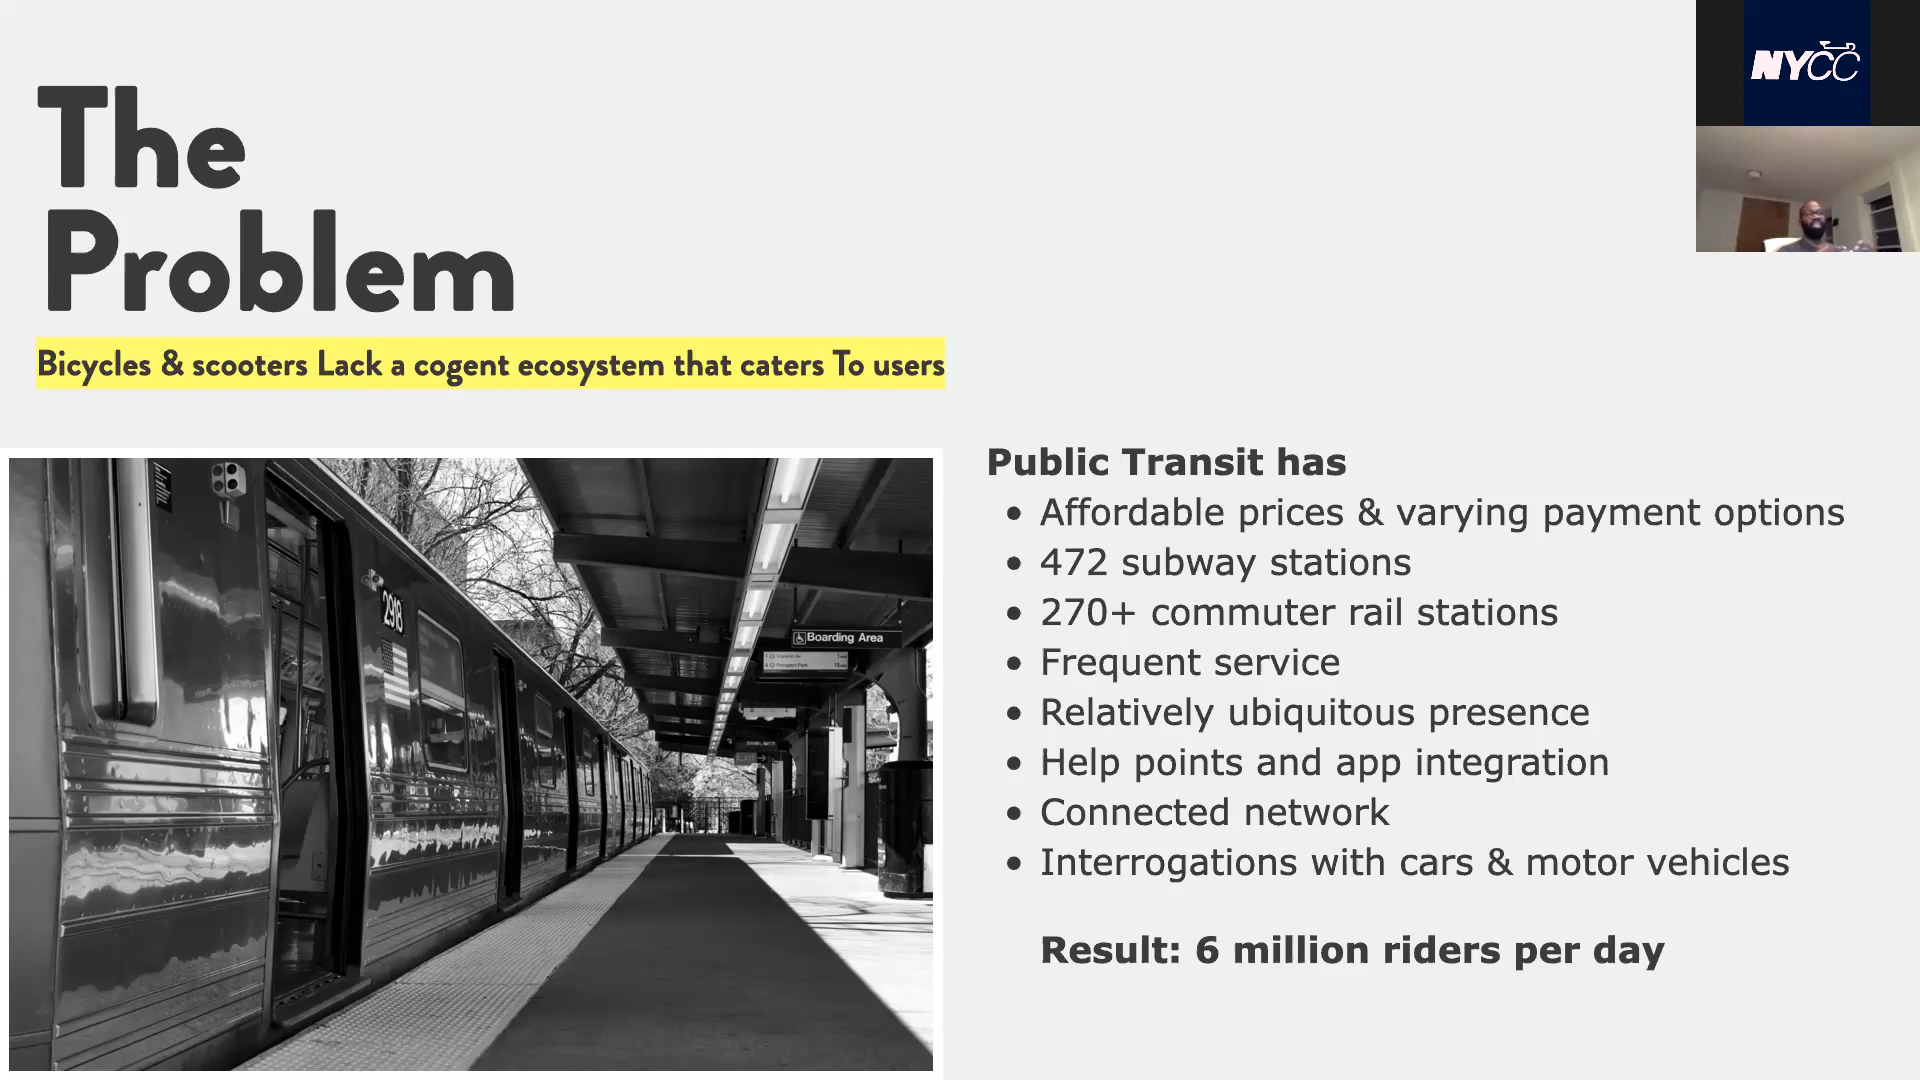 The
Problem
Bicycles & scooters Lack a cogent ecosystem that caters To users
NYCC
2918
Boarding Area
Public Transit has
Affordable prices & varying payment options
472 subway stations
270+ commuter rail stations
Frequent service
Relatively ubiquitous presence
Help points and app integration
Connected network
Interrogations with cars & motor vehicles
Result: 6 million riders per day